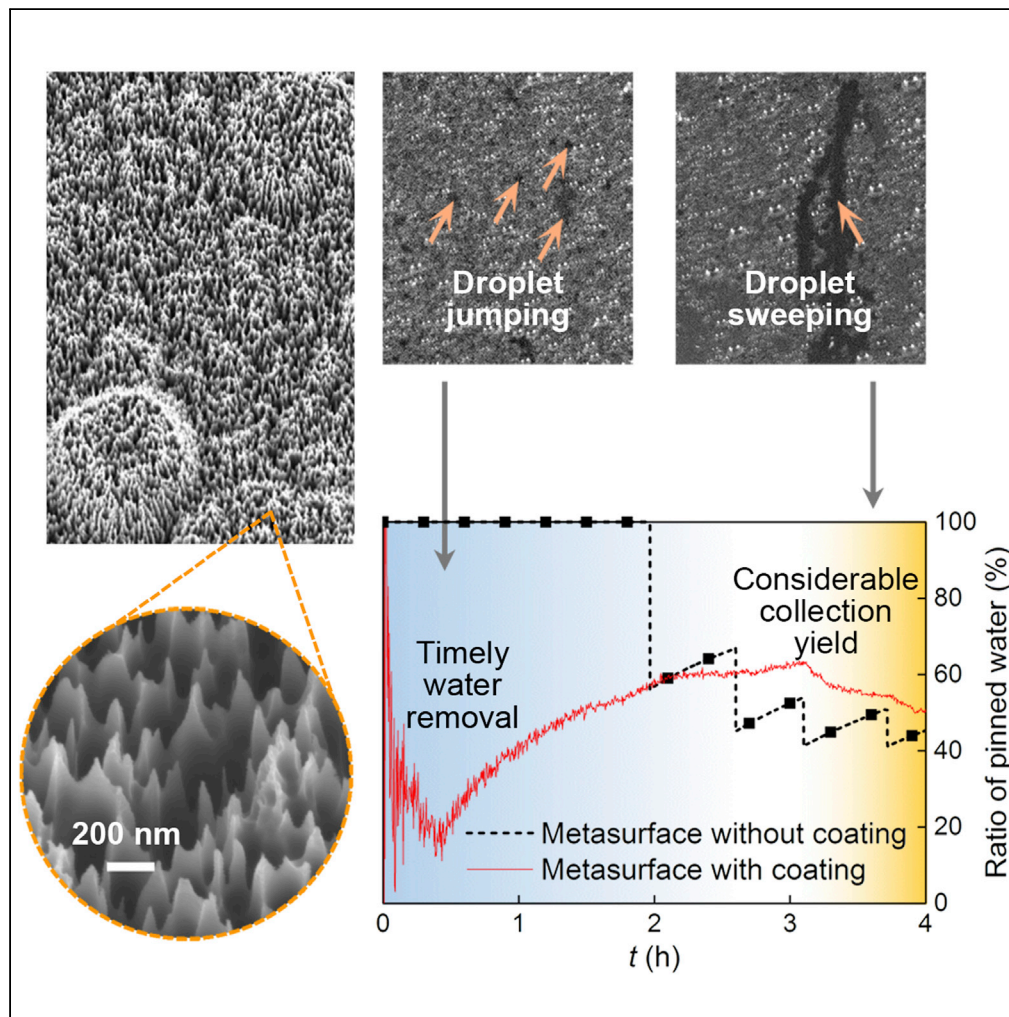 Droplet
jumping
Droplet
sweeping
200 nm
Timely
water
removal
Considerable
collection
yield
Metasurface without coating
Metasurface with coating
0
1
2
3
4
t (h)
100
80
60
40
20
0
Ratio of pinned water (%)